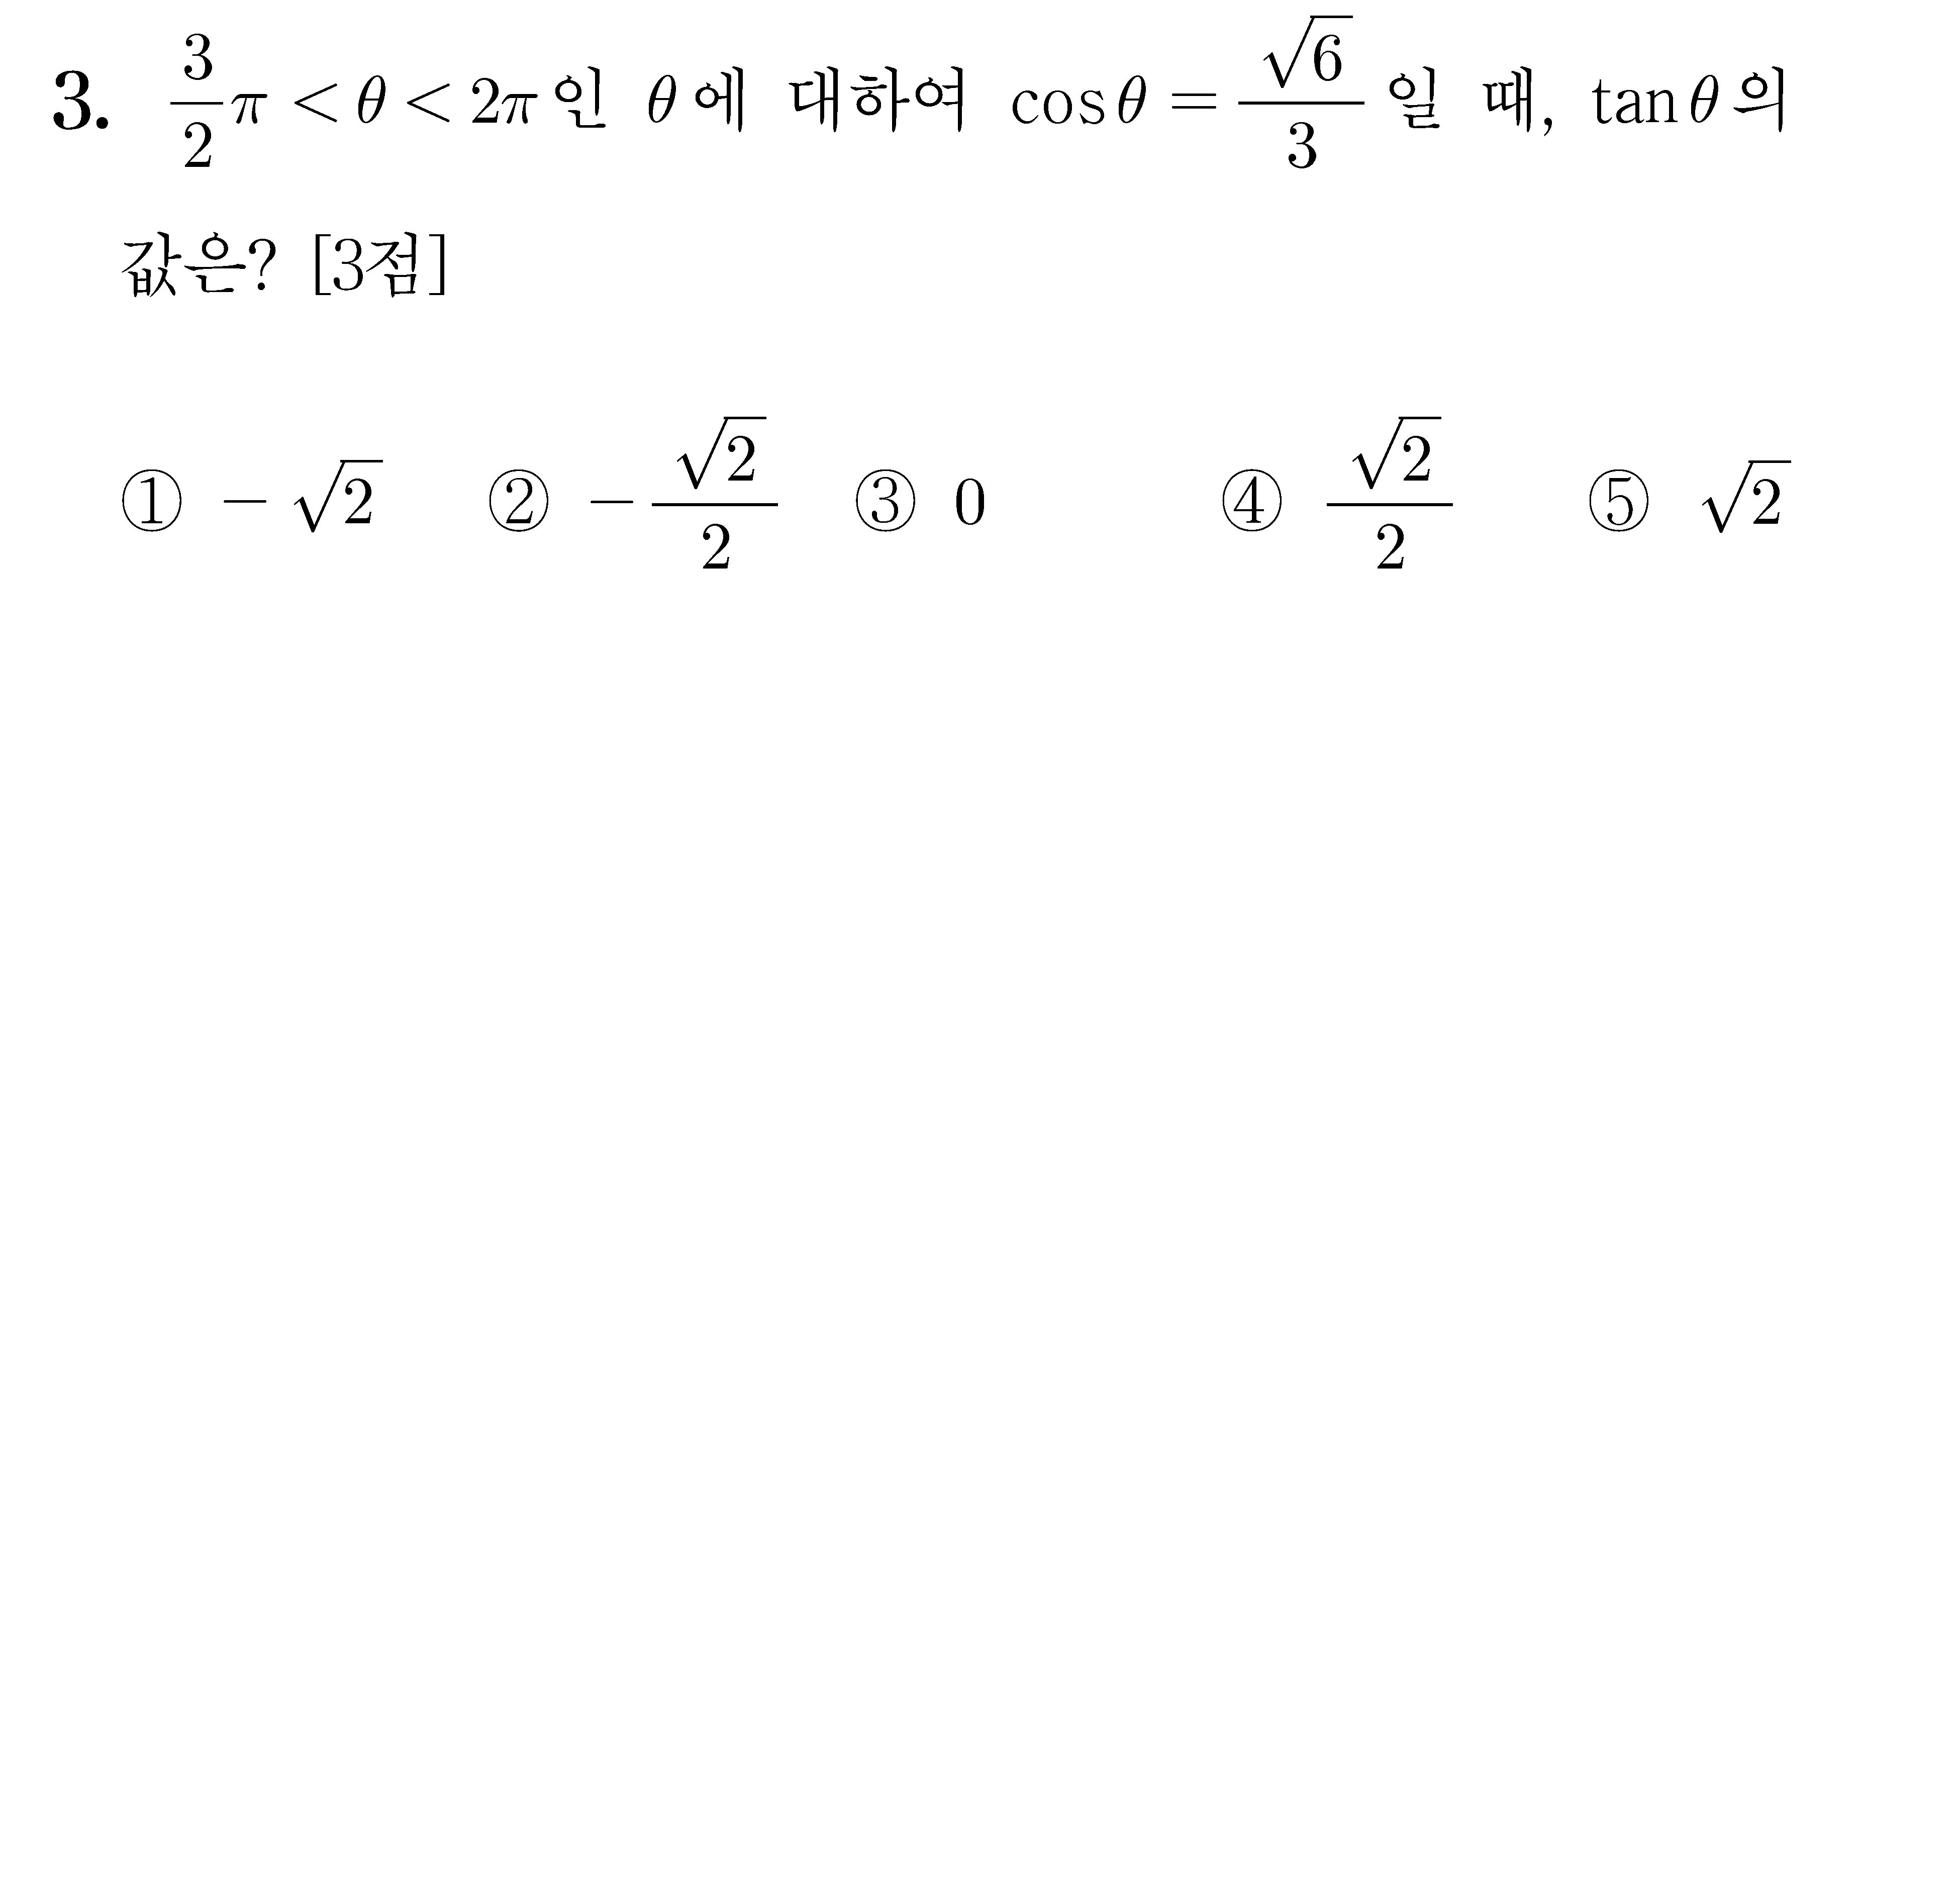 3. $\frac{3}{2}\pi < \theta < 2\pi$인 $\theta$에 대하여 $\cos\theta = \frac{\sqrt{6}}{3}$일 때, $\tan\theta$의
값은? [3점]
① $-\sqrt{2}$ ② $-\frac{\sqrt{2}}{2}$ ③ 0 ④ $\frac{\sqrt{2}}{2}$ ⑤ $\sqrt{2}$